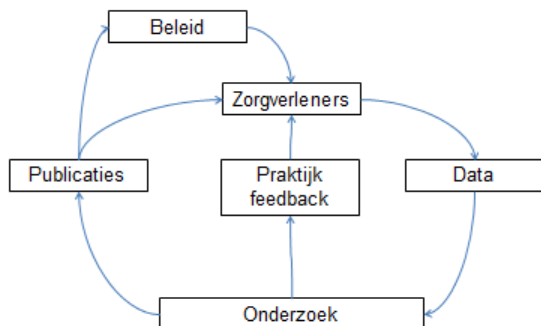 Beleid
Zorgverleners
Publicaties
Praktijk
feedback
Data
Onderzoek